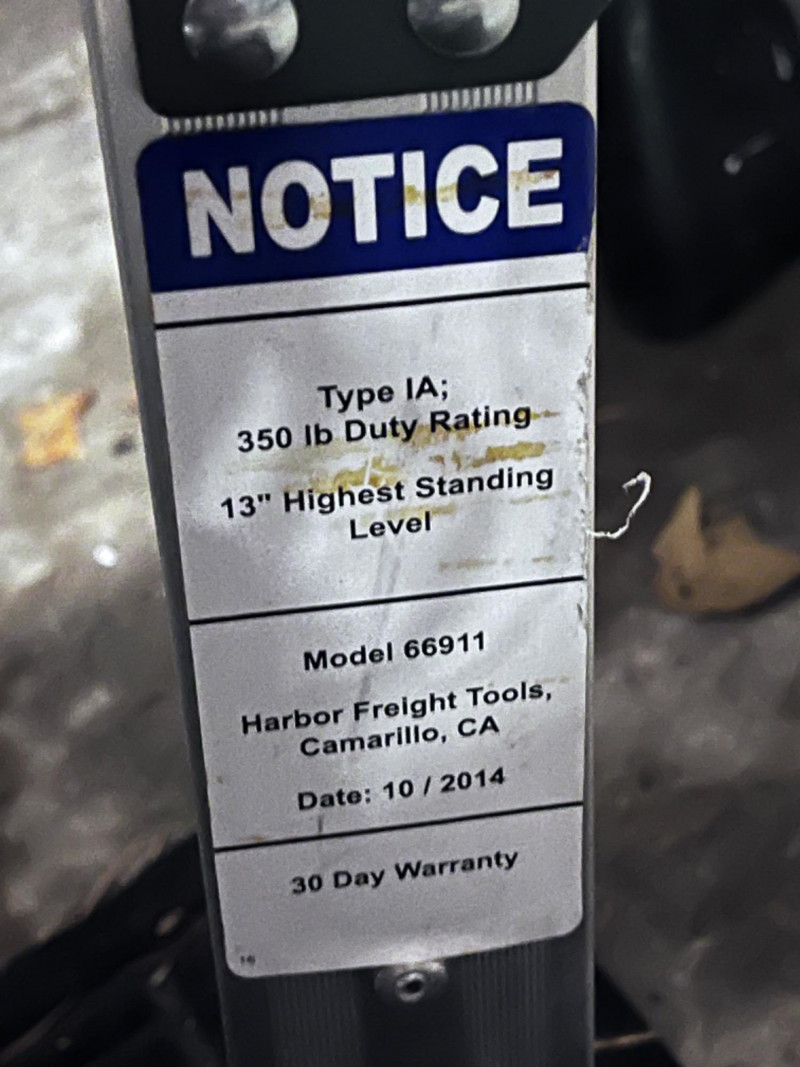 NOTICE
Type IA;
350 lb Duty Rating
13" Highest Standing
Level
Model 66911
Harbor Freight Tools,
Camarillo, CA
Date: 10 / 2014
30 Day Warranty